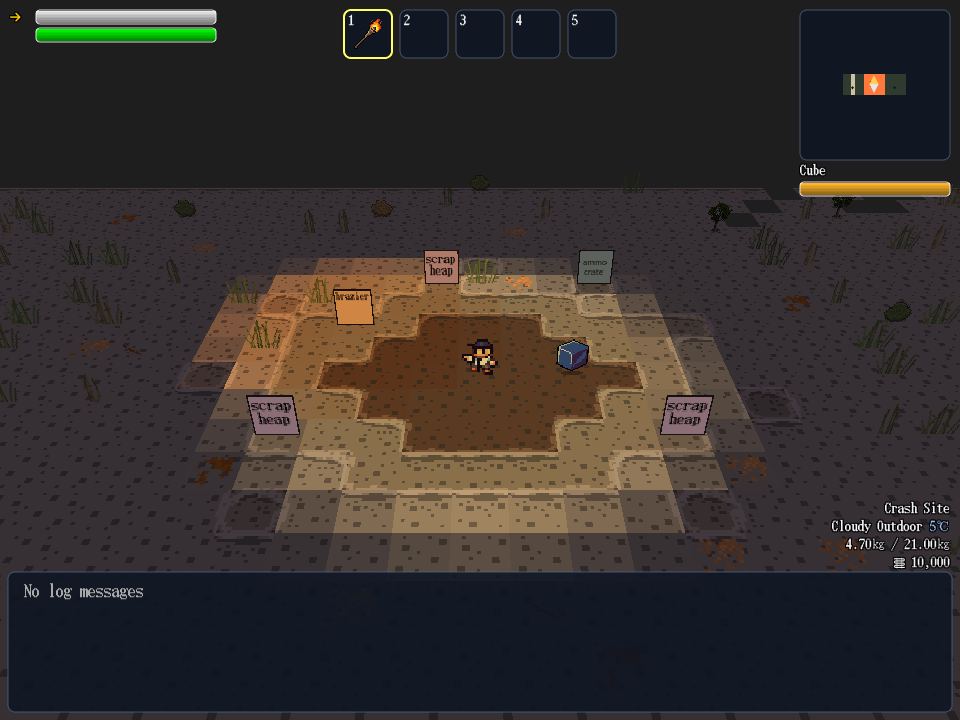 1
2
3
4
5
Cube
scrap
heap
ammo
crate
brazier
scrap
heap
scrap
heap
Crash Site
Cloudy Outdoor 5℃
4.70kg / 21.00kg
10,000
No log messages